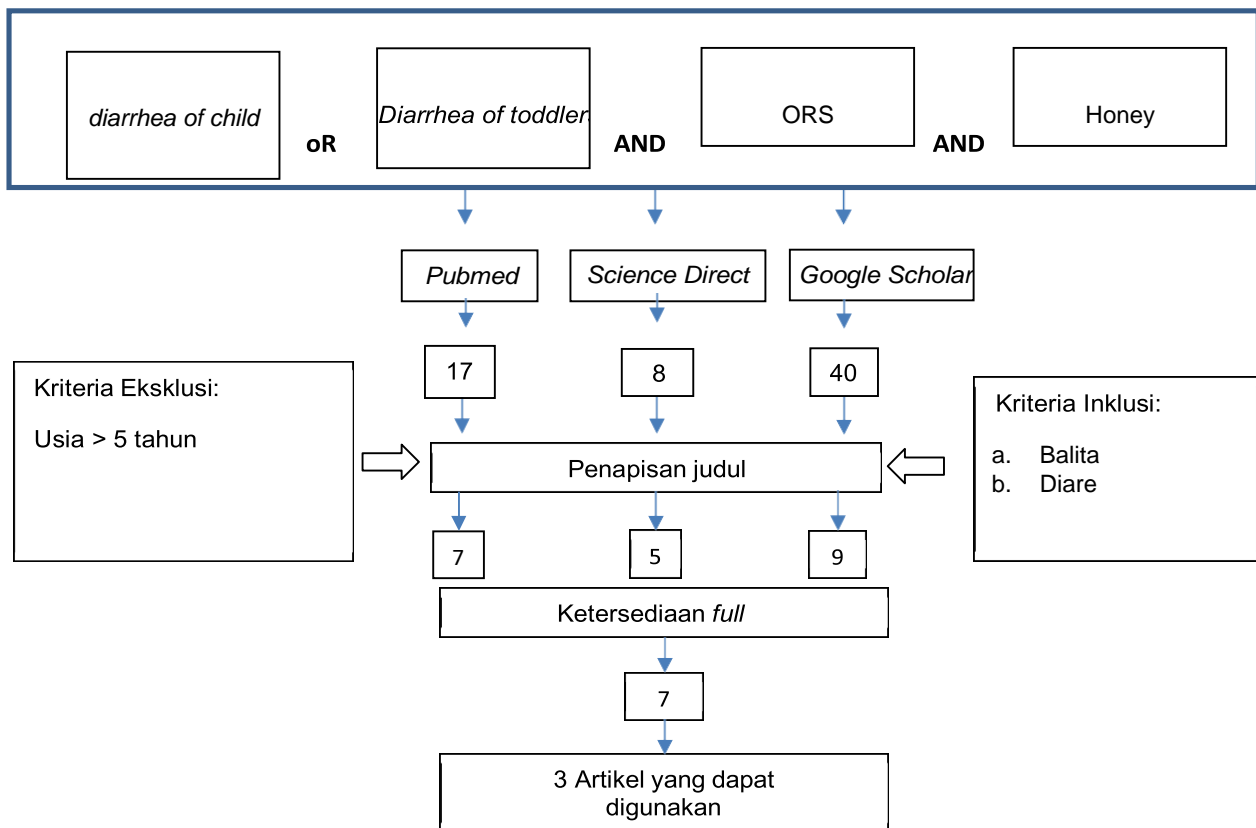 diarrhea of child
oR
Diarrhea of toddler
AND
ORS
AND
Honey
Pubmed
Science Direct
Google Scholar
17
8
40
Kriteria Eksklusi:
Usia > 5 tahun
Kriteria Inklusi:
a. Balita
b. Diare
Penapisan judul
7
5
9
Ketersediaan full
7
3 Artikel yang dapat
digunakan